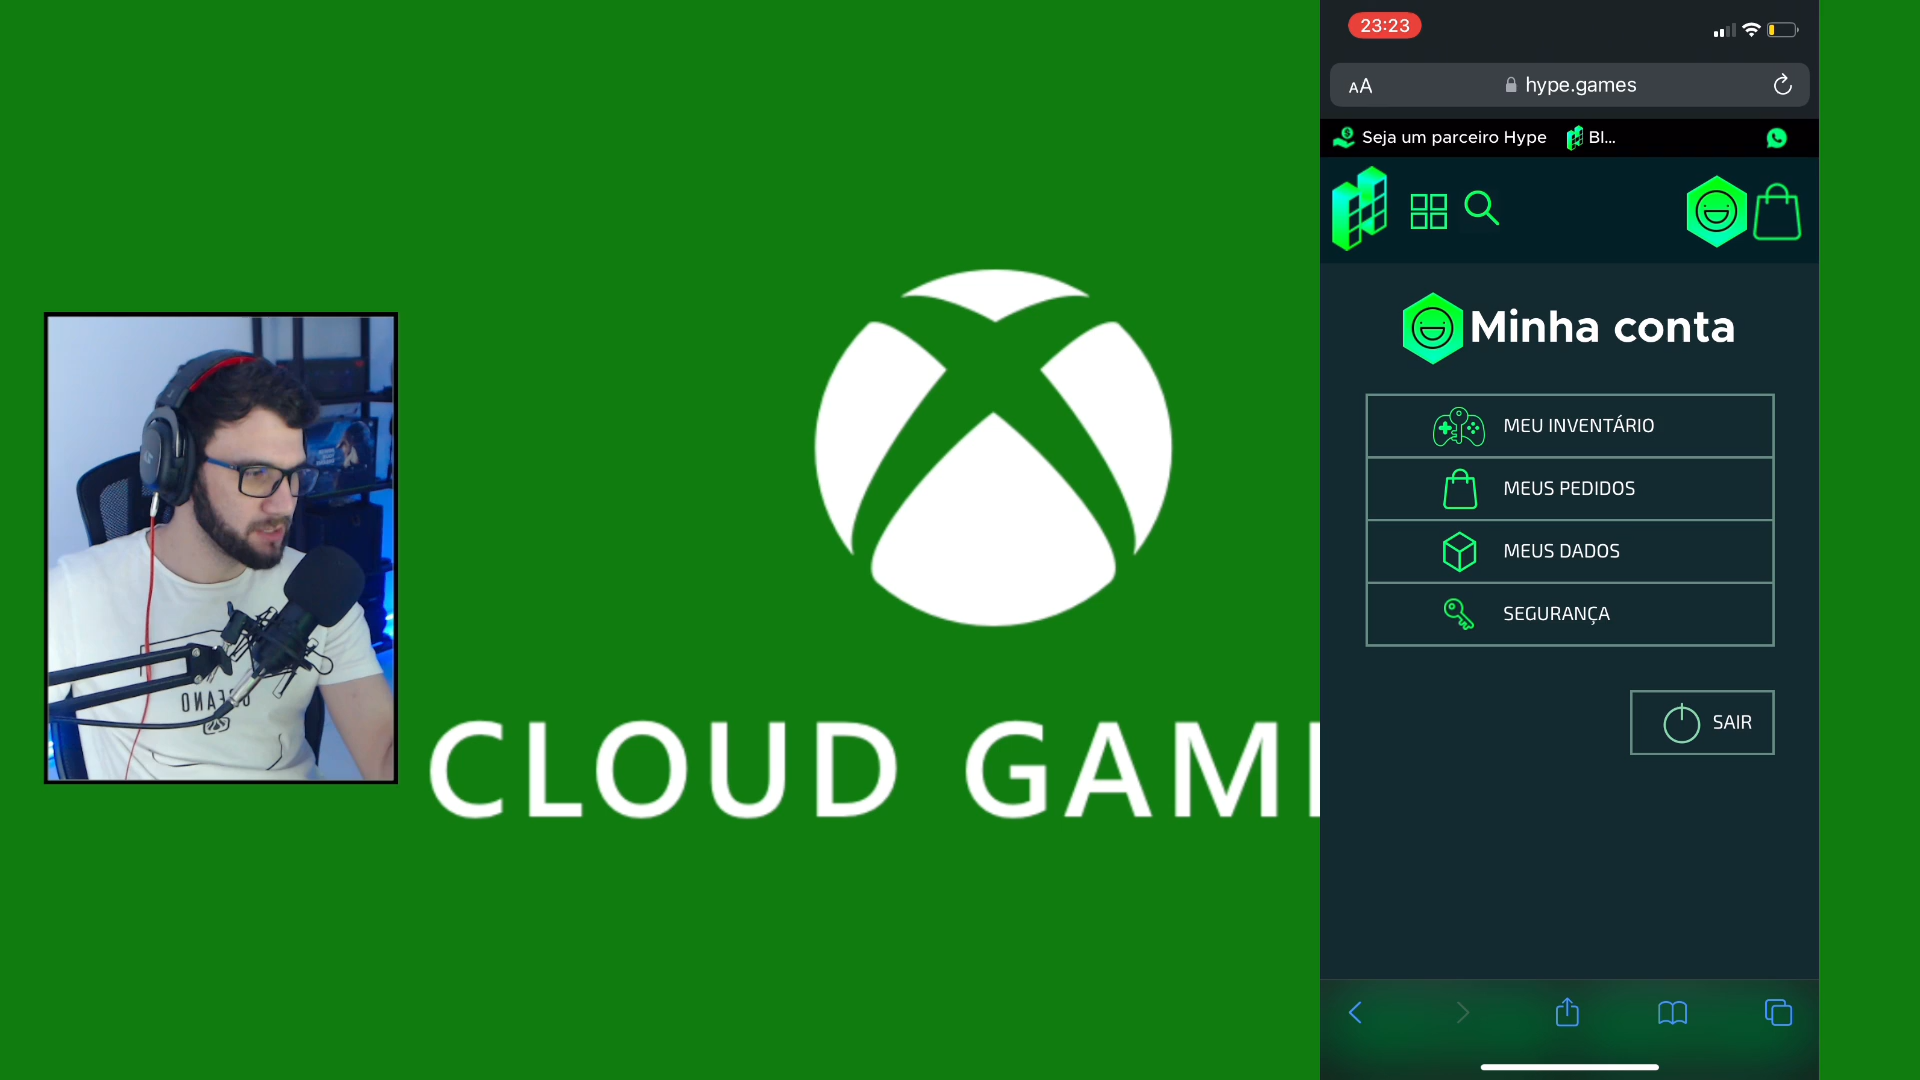 23:23
AA
hype.games
Seja um parceiro Hype
Bl...
Minha conta
MEU INVENTÁRIO
MEUS PEDIDOS
MEUS DADOS
SEGURANÇA
SAIR
CLOUD GAMI